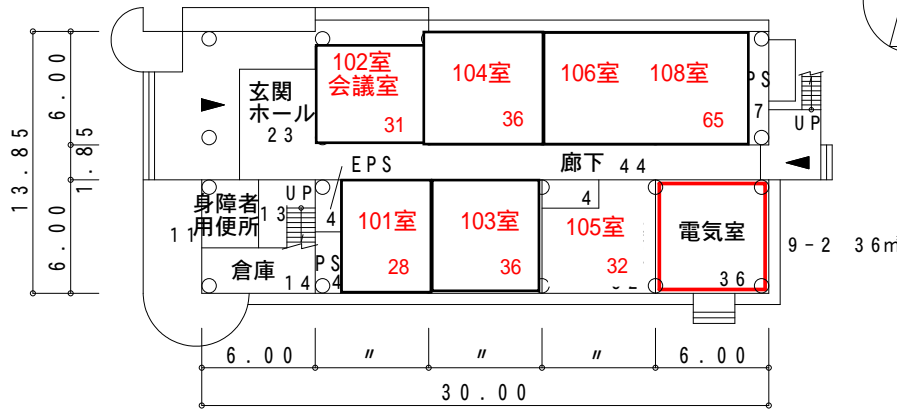 102室
会議室
31
104室
36
106室
108室
65
PS
7
UP
玄関
ホール
23
EPS
廊下 44
6.00
1.85
6.00
13.85
身障者
用便所
11
13
UP
4
倉庫
14
PS
4
101室
28
103室
36
4
105室
32
電気室
36
9-2 36㎡
6.00
〃
〃
〃
6.00
30.00